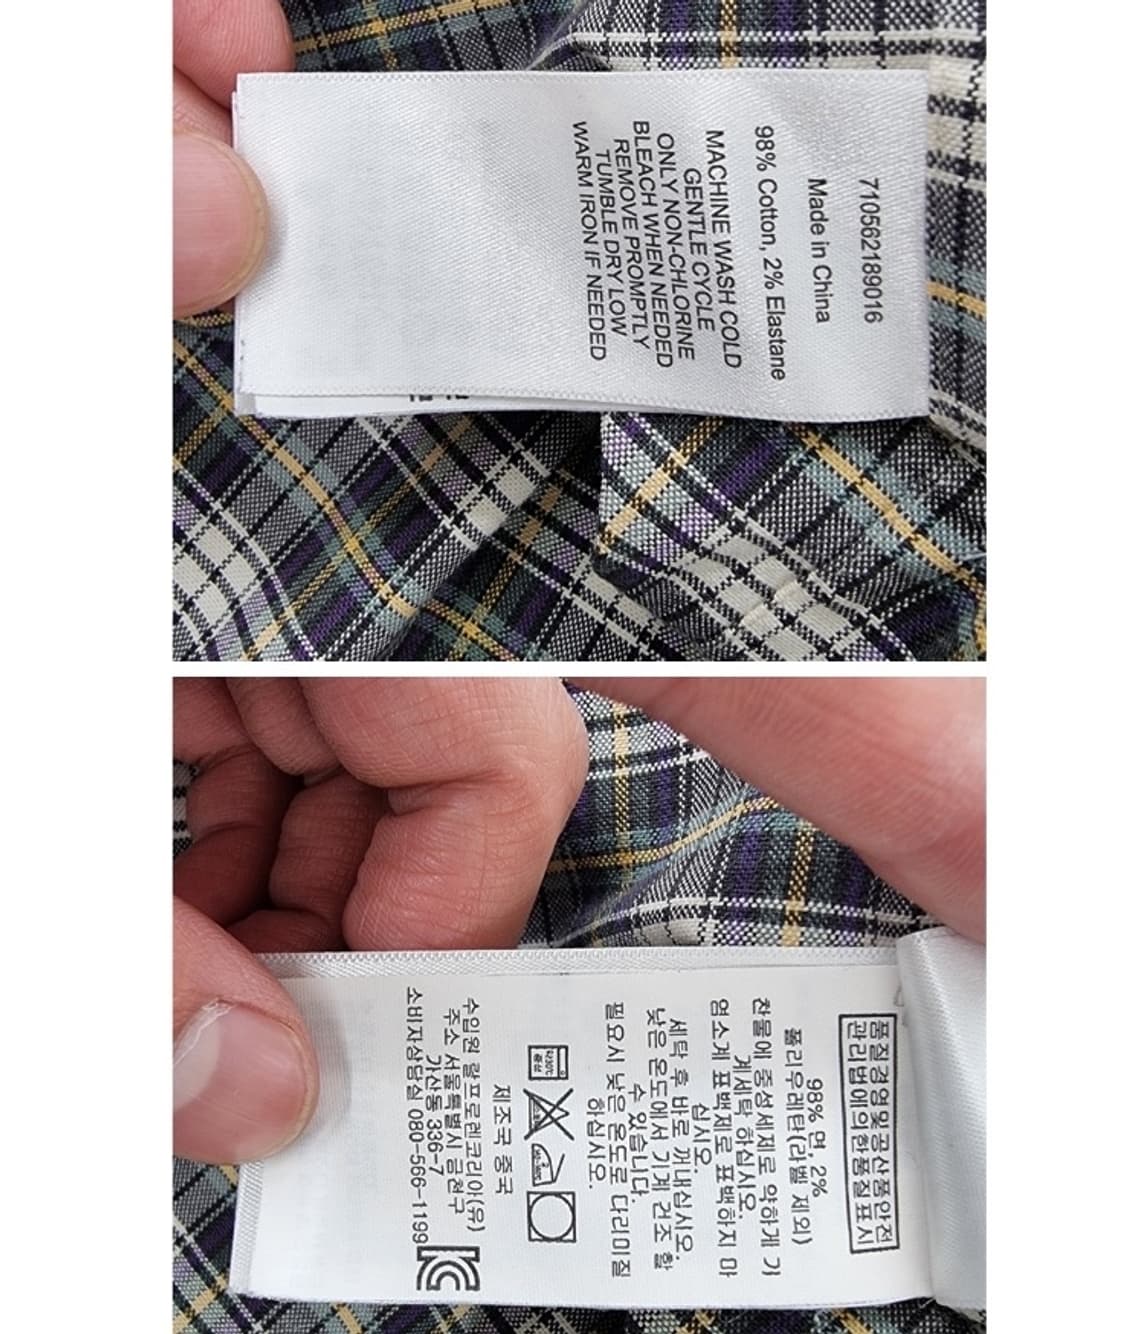 710562189016
Made in China
98% Cotton, 2% Elastane
MACHINE WASH COLD
GENTLE CYCLE
ONLY NON-CHLORINE
BLEACH WHEN NEEDED
REMOVE PROMPTLY
TUMBLE DRY LOW
WARM IRON IF NEEDED
품질경영및공산품안전
관리법에의한품질표시
98% 면, 2%
폴리우레탄(라벨 제외)
찬물에 중성세제로 약하게 기
계세탁 하십시오.
염소계 표백제로 표백하지 마
십시오.
세탁 후 바로 꺼내십시오.
낮은 온도에서 기계 건조 할
수 있습니다.
필요시 낮은 온도로 다리미질
하십시오.
약30℃
중성
제조국 중국
수입원 랄프로렌코리아(유)
주소 서울특별시 금천구
가산동 336-7
소비자상담실 080-566-1199